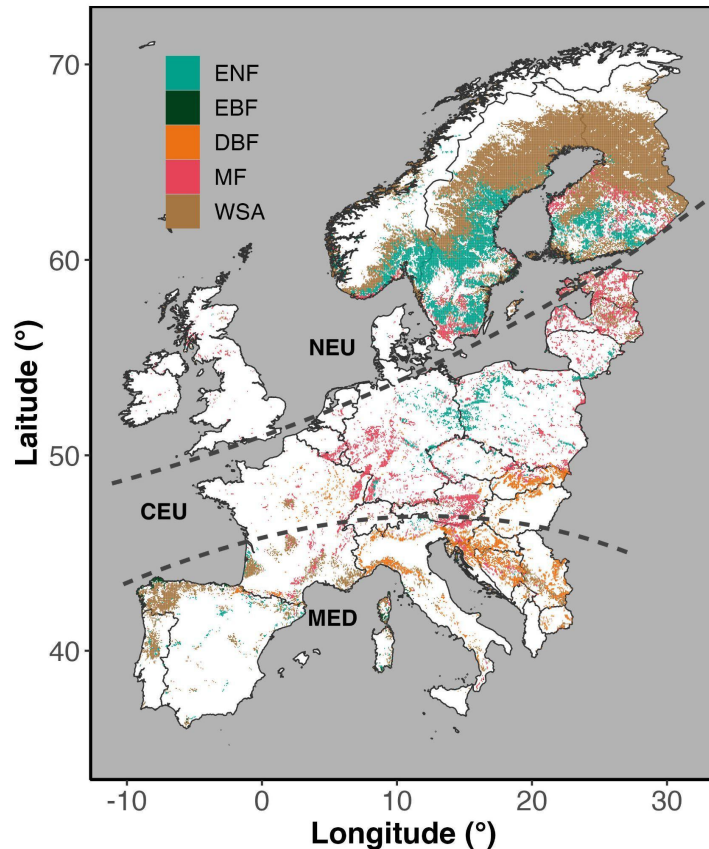 70
60
50
40
Laitude (°)
ENF
EBF
DBF
MF
WSA
NEU
CEU
MED
-10
0
10
20
30
Longitude (°)